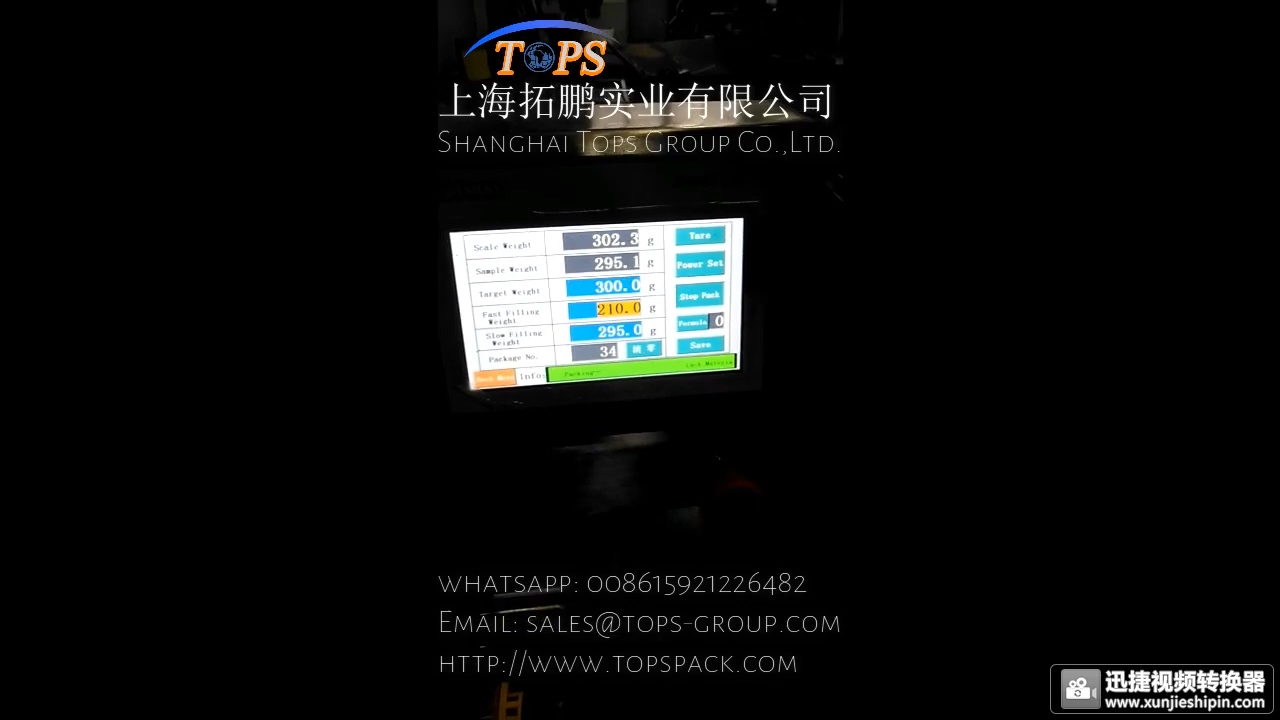 TOPS
上海拓鹏实业有限公司
Shanghai Tops Group Co.,Ltd.
Scale Weight 302.3 g Tare
Sample Weight 295.1 g Power Set
Target Weight 300.0 g Stop Pack
Fast Filling Weight 210.0 g Formula 0
Slow Filling Weight 295.0 g Save
Package No. 34
Info: Packing
whatsapp: 008615921226482
Email: sales@tops-group.com
http://www.topspack.com
迅捷视频转换器
www.xunjieshipin.com